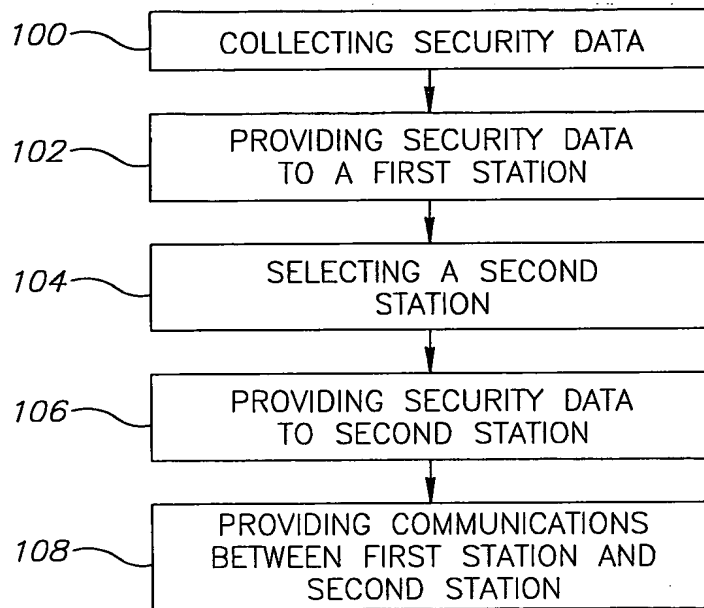 100
COLLECTING SECURITY DATA
102
PROVIDING SECURITY DATA
TO A FIRST STATION
104
SELECTING A SECOND
STATION
106
PROVIDING SECURITY DATA
TO SECOND STATION
108
PROVIDING COMMUNICATIONS
BETWEEN FIRST STATION AND
SECOND STATION